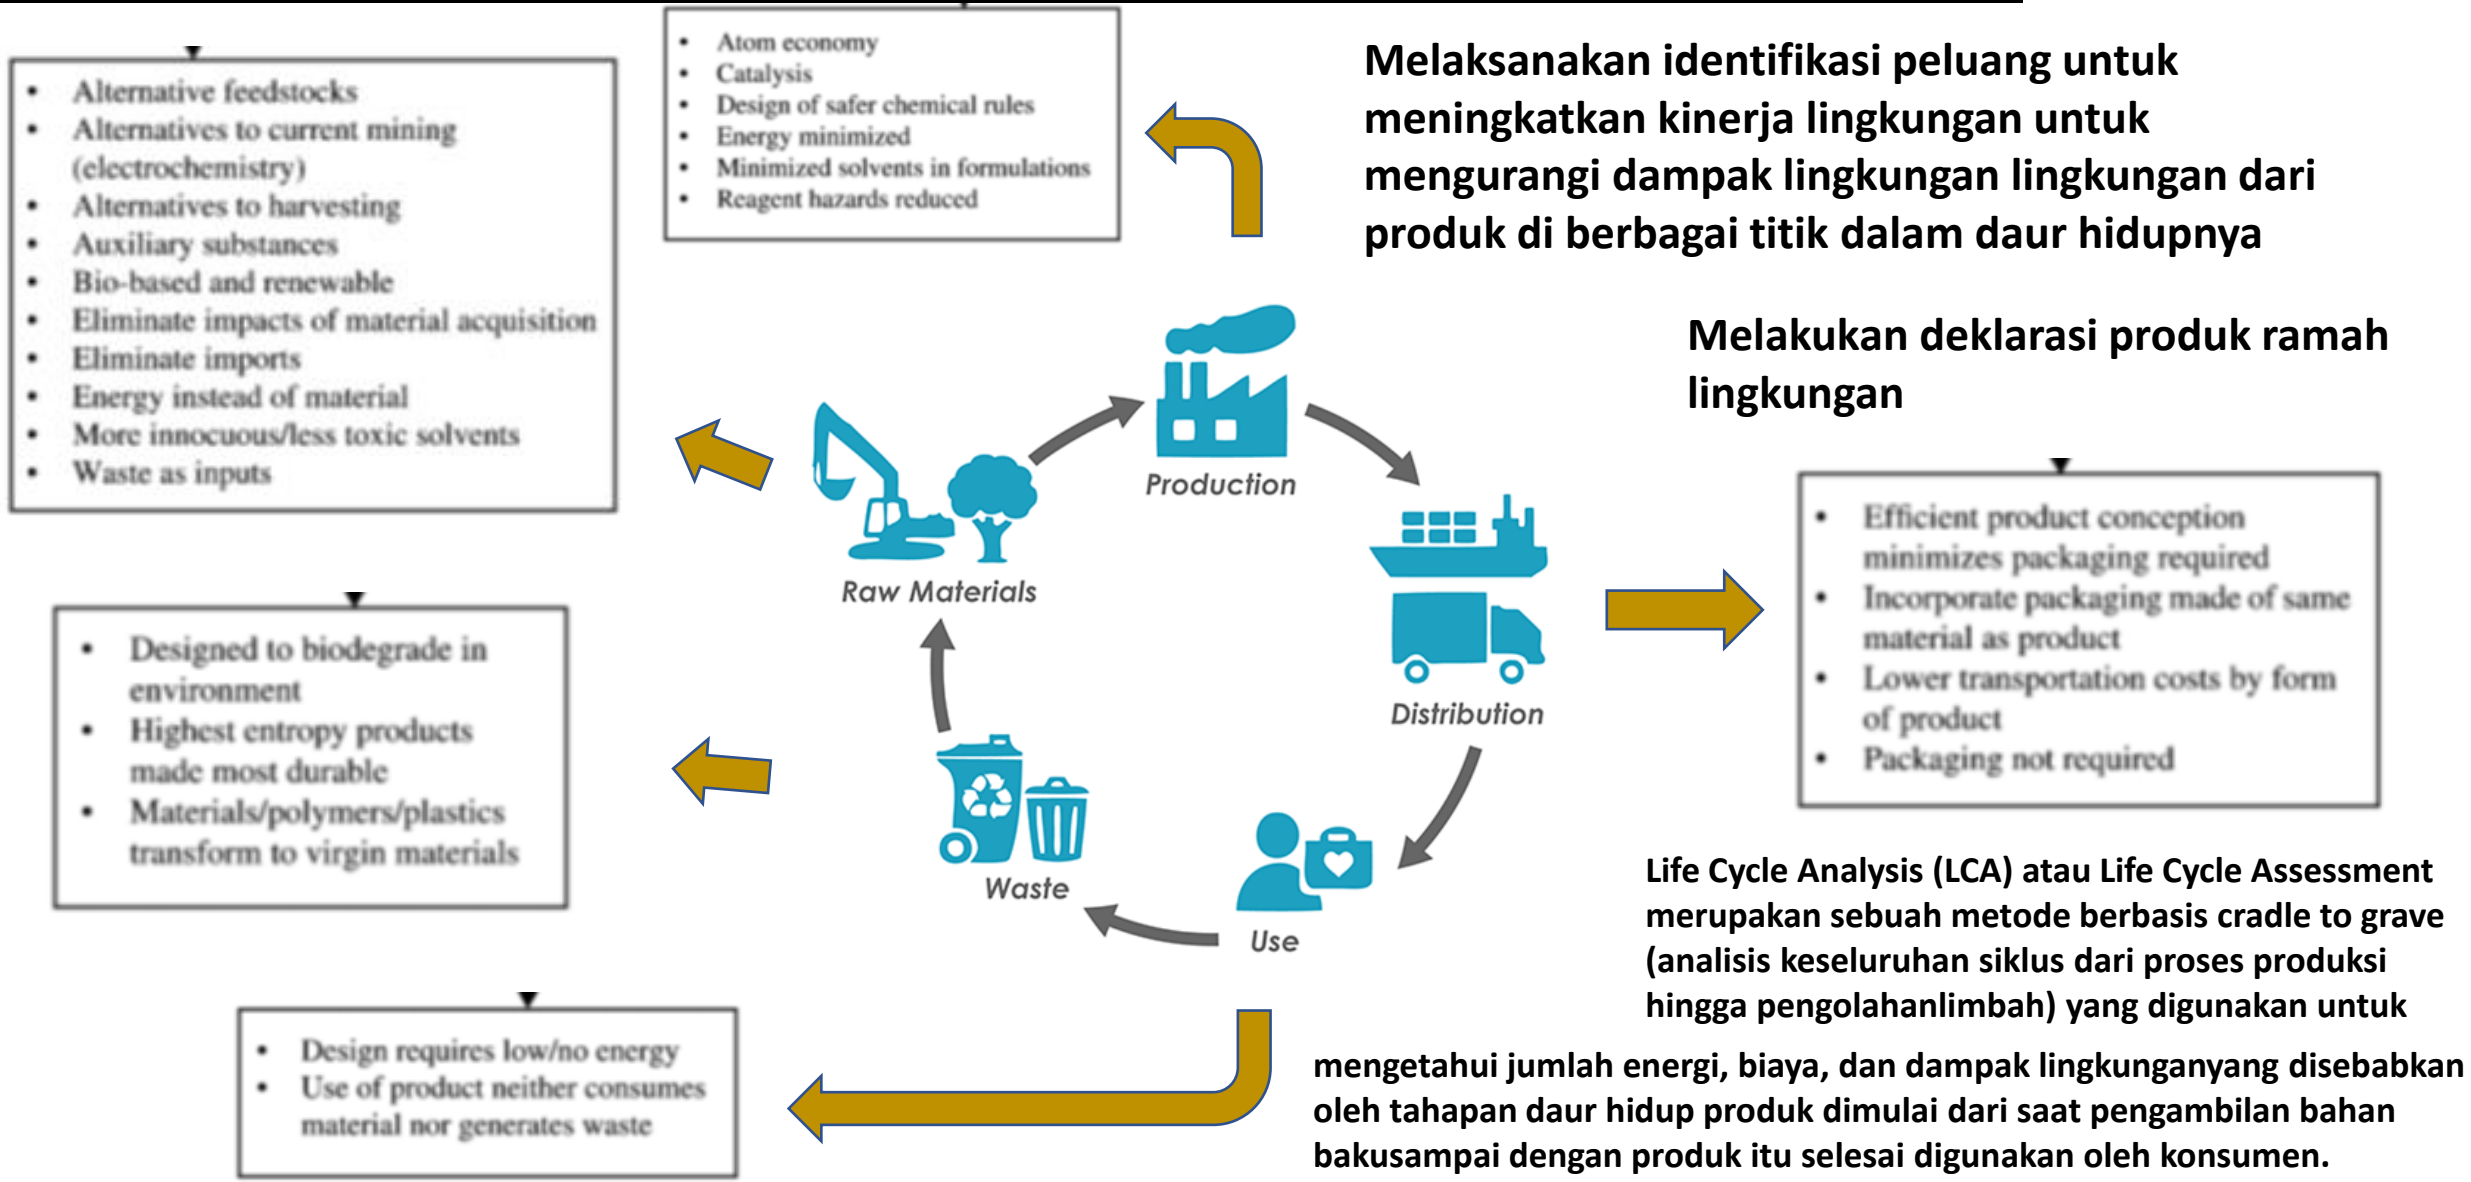 • Atom economy
• Catalysis
• Design of safer chemical rules
• Energy minimized
• Minimized solvents in formulations
• Reagent hazards reduced
Melaksanakan identifikasi peluang untuk
meningkatkan kinerja lingkungan untuk
mengurangi dampak lingkungan lingkungan dari
produk di berbagai titik dalam daur hidupnya
• Alternative feedstocks
• Alternatives to current mining
(electrochemistry)
• Alternatives to harvesting
• Auxiliary substances
• Bio-based and renewable
• Eliminate impacts of material acquisition
• Eliminate imports
• Energy instead of material
• More innocuous/less toxic solvents
• Waste as inputs
Melakukan deklarasi produk ramah
lingkungan
Production
Raw Materials
Distribution
Waste
Use
• Efficient product conception
minimizes packaging required
• Incorporate packaging made of same
material as product
• Lower transportation costs by form
of product
• Packaging not required
• Designed to biodegrade in
environment
• Highest entropy products
made most durable
• Materials/polymers/plastics
transform to virgin materials
Life Cycle Analysis (LCA) atau Life Cycle Assessment
merupakan sebuah metode berbasis cradle to grave
(analisis keseluruhan siklus dari proses produksi
hingga pengolahanlimbah) yang digunakan untuk
mengetahui jumlah energi, biaya, dan dampak lingkunganyang disebabkan
oleh tahapan daur hidup produk dimulai dari saat pengambilan bahan
bakusampai dengan produk itu selesai digunakan oleh konsumen.
• Design requires low/no energy
• Use of product neither consumes
material nor generates waste